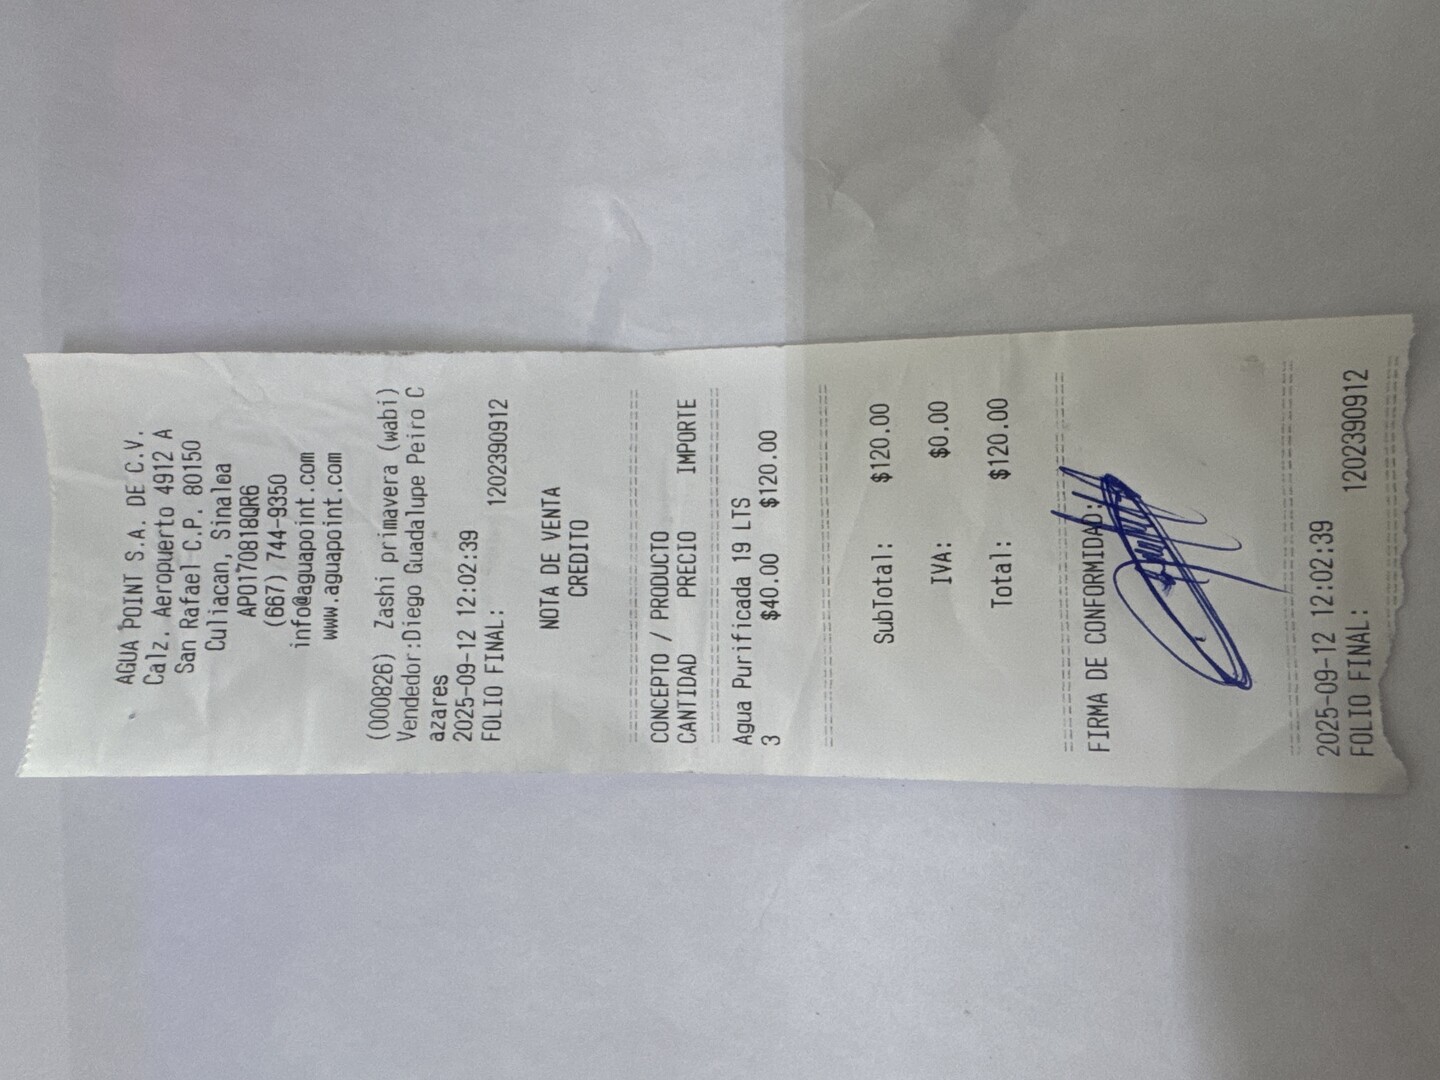 AGUA POINT S.A. DE C.V.
Calz. Aeropuerto 4912 A
San Rafael C.P. 80150
Culiacan, Sinaloa
APO170818QR6
(667) 744-9350
info@aguapoint.com
www.aguapoint.com
(000826) Zashi primavera (wabi)
Vendedor:Diego Guadalupe Peiro C
azares
2025-09-12 12:02:39
FOLIO FINAL: 1202390912
NOTA DE VENTA
CREDITO
CONCEPTO / PRODUCTO
CANTIDAD PRECIO IMPORTE
Agua Purificada 19 LTS
3 $40.00 $120.00
SubTotal: $120.00
IVA: $0.00
Total: $120.00
FIRMA DE CONFORMIDAD:
2025-09-12 12:02:39
FOLIO FINAL: 1202390912